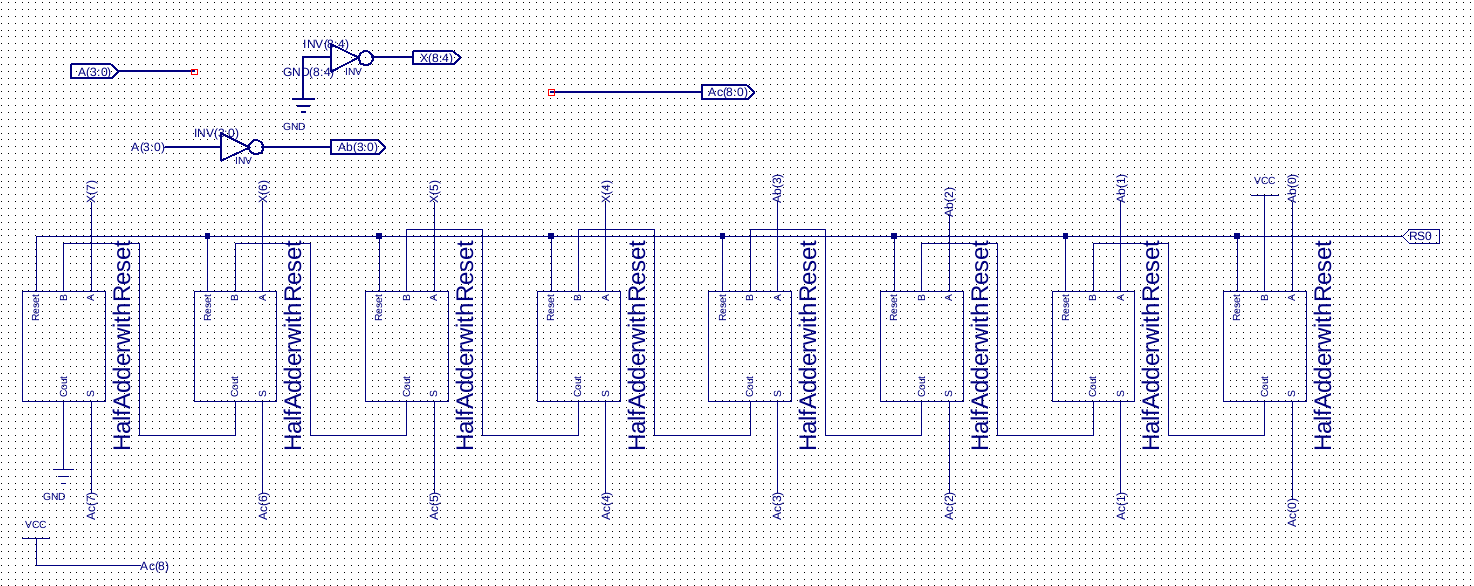 INV(8:4)
A(3:0)
X(8:4)
GND(8:4)
INV
Ac(8:0)
GND
INV(3:0)
A(3:0)
Ab(3:0)
INV
X(7)
X(6)
X(5)
X(4)
Ab(3)
Ab(2)
Ab(1)
VCC
Ab(0)
RS0
Reset
B
A
Cout
S
HalfAdderwithReset
Reset
B
A
Cout
S
HalfAdderwithReset
Reset
B
A
Cout
S
HalfAdderwithReset
Reset
B
A
Cout
S
HalfAdderwithReset
Reset
B
A
Cout
S
HalfAdderwithReset
Reset
B
A
Cout
S
HalfAdderwithReset
Reset
B
A
Cout
S
HalfAdderwithReset
Reset
B
A
Cout
S
HalfAdderwithReset
GND
Ac(7)
Ac(6)
Ac(5)
Ac(4)
Ac(3)
Ac(2)
Ac(1)
Ac(0)
VCC
Ac(8)